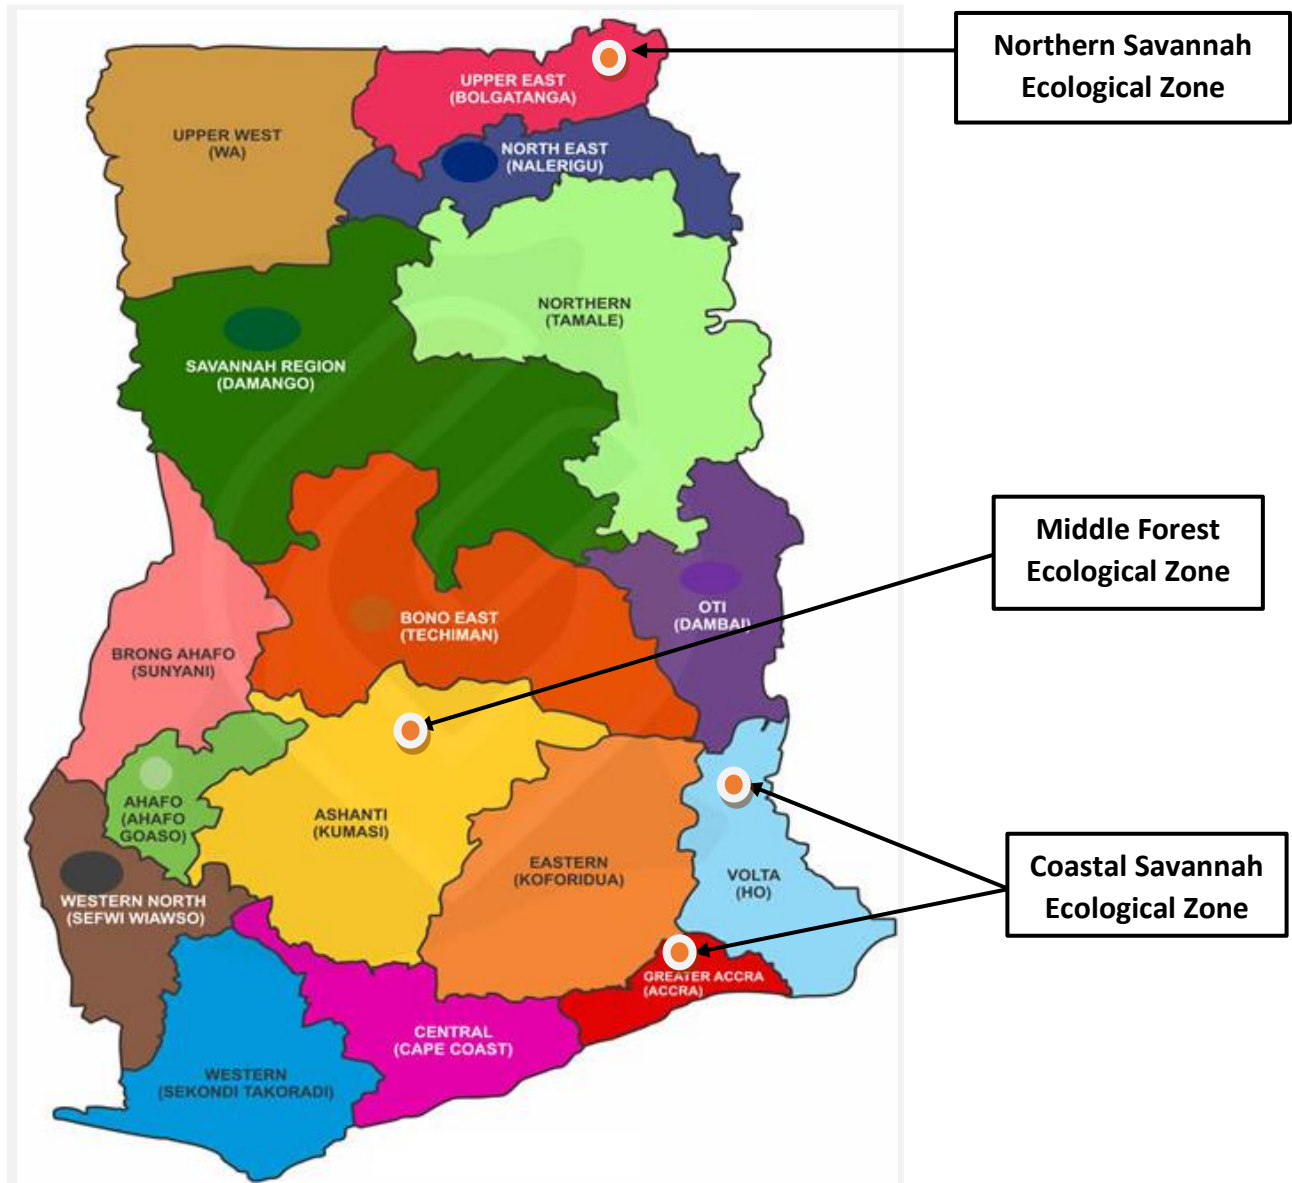 Northern Savannah
Ecological Zone
UPPER EAST
(BOLGATANGA)
UPPER WEST
(WA)
NORTH EAST
(NALERIGU)
NORTHERN
(TAMALE)
SAVANNAH REGION
(DAMANGO)
Middle Forest
Ecological Zone
OTI
(DAMBAI)
BONO EAST
(TECHIMAN)
BRONG AHAFO
(SUNYANI)
AHAFO
(AHAFO
GOASO)
ASHANTI
(KUMASI)
EASTERN
(KOFORIDUA)
VOLTA
(HO)
Coastal Savannah
Ecological Zone
WESTERN NORTH
(SEFWI WIAWSO)
GREATER ACCRA
(ACCRA)
CENTRAL
(CAPE COAST)
WESTERN
(SEKONDI TAKORADI)